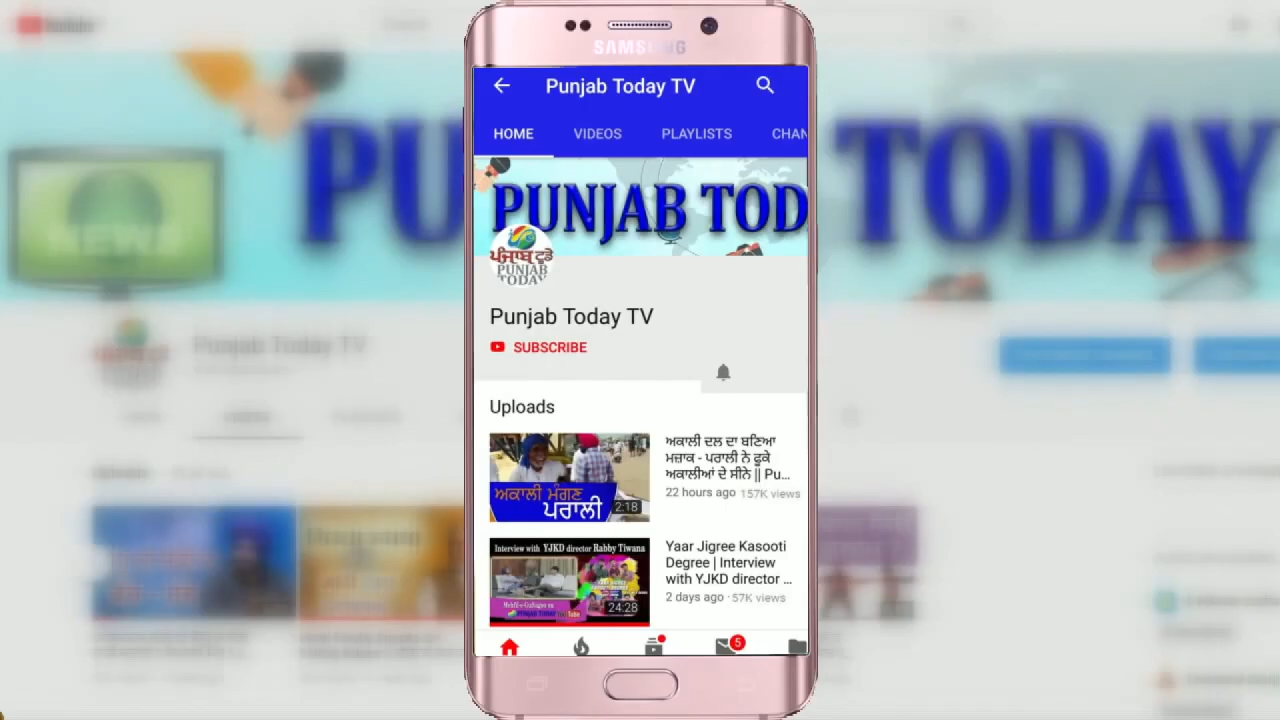 SAMSUNG
Punjab Today TV
HOME VIDEOS PLAYLISTS CHAN
PUNJAB TOD
TODAY
ਪੰਜਾਬ ਟੂਡੇ
PUNJAB
TODAY
Punjab Today TV
SUBSCRIBE
Uploads
ਅਕਾਲੀ ਮੰਗਣ
ਪਰਾਲੀ
2:18
ਅਕਾਲੀ ਦਲ ਦਾ ਬਣਿਆ
ਮਜ਼ਾਕ - ਪਰਾਲੀ ਨੇ ਫੂਕੇ
ਅਕਾਲੀਆਂ ਦੇ ਸੀਨੇ || Pu...
22 hours ago 157K views
Interview with YJKD director Rabby Tiwana
24:28
PUNJAB TODAY YouTube
Yaar Jigree Kasooti
Degree | Interview
with YJKD director ...
2 days ago · 57K views
5